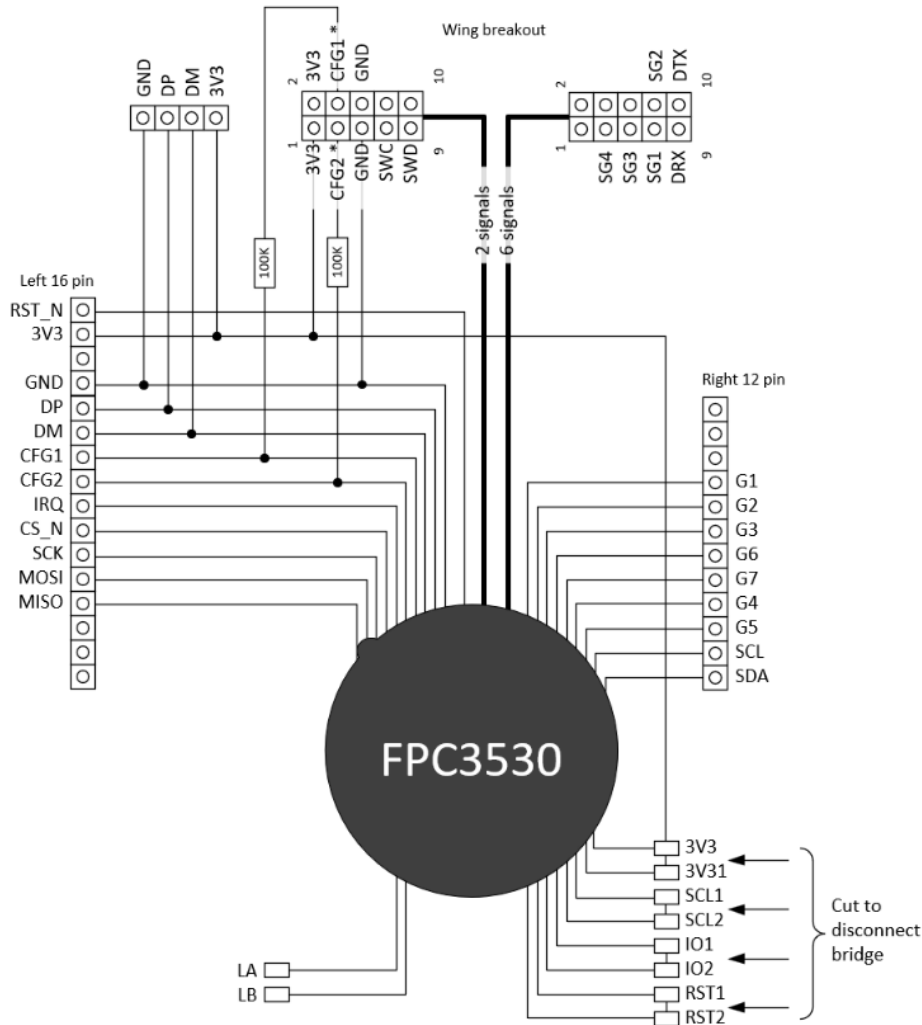 Wing breakout
GND
DP
DM
3V3
2
3V3
CFG1 *
GND
10
1
3V3
CFG2 *
GND
SWC
SWD
9
2
SG2
DTX
10
1
SG4
SG3
SG1
DRX
9
2 signals
6 signals
100K
100K
Left 16 pin
RST_N
3V3
GND
DP
DM
CFG1
CFG2
IRQ
CS_N
SCK
MOSI
MISO
Right 12 pin
G1
G2
G3
G6
G7
G4
G5
SCL
SDA
FPC3530
3V3
3V31
SCL1
SCL2
IO1
IO2
RST1
RST2
Cut to
disconnect
bridge
LA
LB